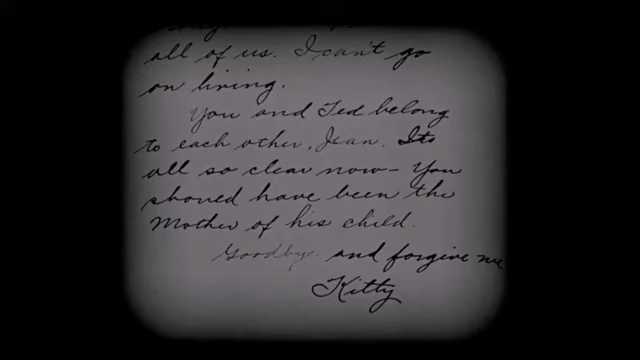 all of us. I can't go
on living.
You and Ted belong
to each other, Jean. Its
all so clear now - You
should have been the
Mother of his child.
Goodbye. and forgive me
Kitty